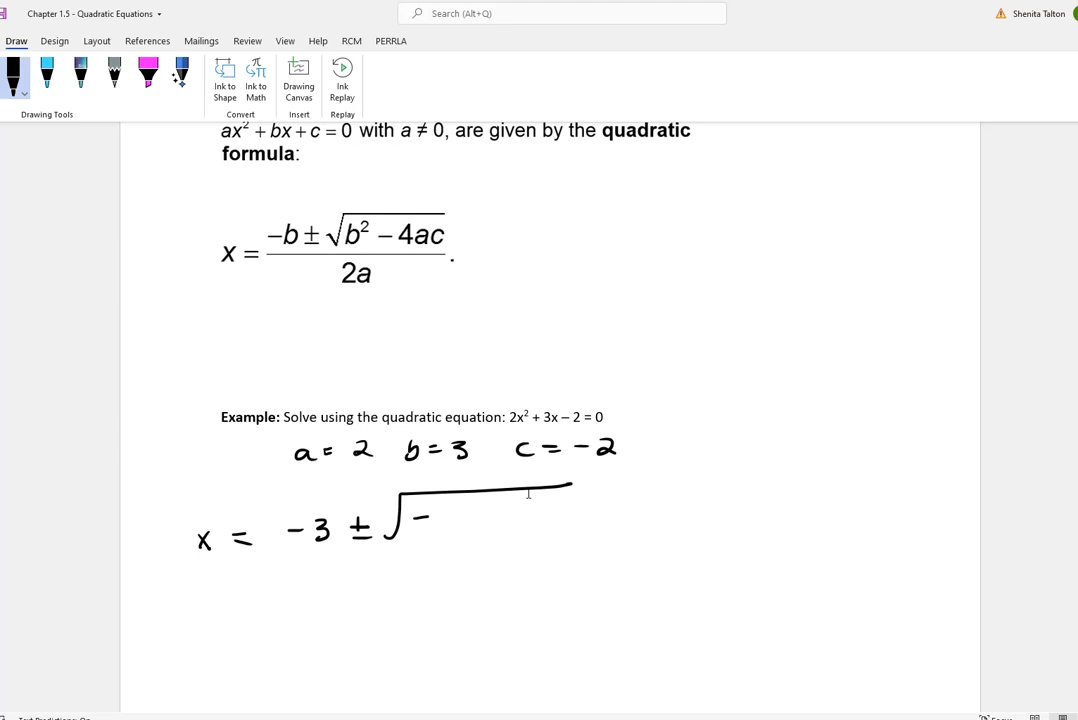 Chapter 1.5 - Quadratic Equations
Search (Alt+Q)
Shenita Talton
Draw Design Layout References Mailings Review View Help RCM PERRLA
Ink to Shape Ink to Math Drawing Canvas Ink Replay
Drawing Tools Convert Insert Replay
ax² + bx + c = 0 with a ≠ 0, are given by the quadratic
formula:
x = (−b ± √(b² − 4ac)) / 2a .
Example: Solve using the quadratic equation: 2x² + 3x – 2 = 0
a = 2 b = 3 c = -2
x = -3 ± √-